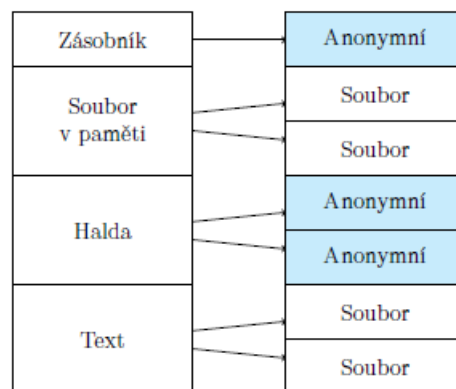 Zásobník
Soubor
v paměti
Halda
Text
Anonymní
Soubor
Soubor
Anonymní
Anonymní
Soubor
Soubor